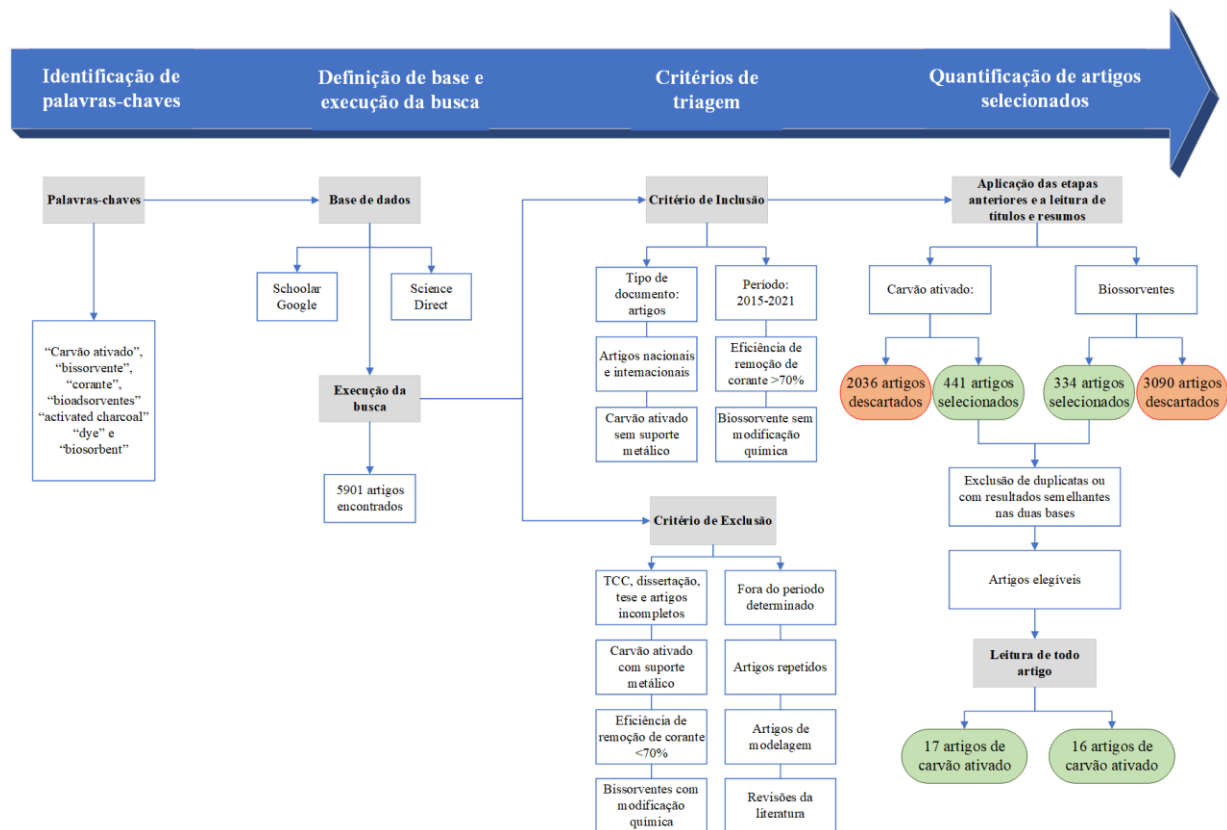 Identificação de
palavras-chaves
Definição de base e
execução da busca
Critérios de
triagem
Quantificação de artigos
selecionados
Palavras-chaves
“Carvão ativado”,
“bissorvente”,
“corante”,
“bioadsorventes”
“activated charcoal”
“dye” e
“biosorbent”
Base de dados
Schoolar
Google
Science
Direct
Execução da
busca
5901 artigos
encontrados
Critério de Inclusão
Tipo de
documento:
artigos
Artigos nacionais
e internacionais
Carvão ativado
sem suporte
metálico
Período:
2015-2021
Eficiência de
remoção de
corante >70%
Biossorvente sem
modificação
química
Critério de Exclusão
TCC, dissertação,
tese e artigos
incompletos
Carvão ativado
com suporte
metálico
Eficiência de
remoção de corante
<70%
Bissorventes com
modificação
química
Fora do período
determinado
Artigos repetidos
Artigos de
modelagem
Revisões da
literatura
Aplicação das etapas
anteriores e a leitura de
títulos e resumos
Carvão ativado:
Biossorventes
2036 artigos
descartados
441 artigos
selecionados
334 artigos
selecionados
3090 artigos
descartados
Exclusão de duplicatas ou
com resultados semelhantes
nas duas bases
Artigos elegíveis
Leitura de todo
artigo
17 artigos de
carvão ativado
16 artigos de
carvão ativado